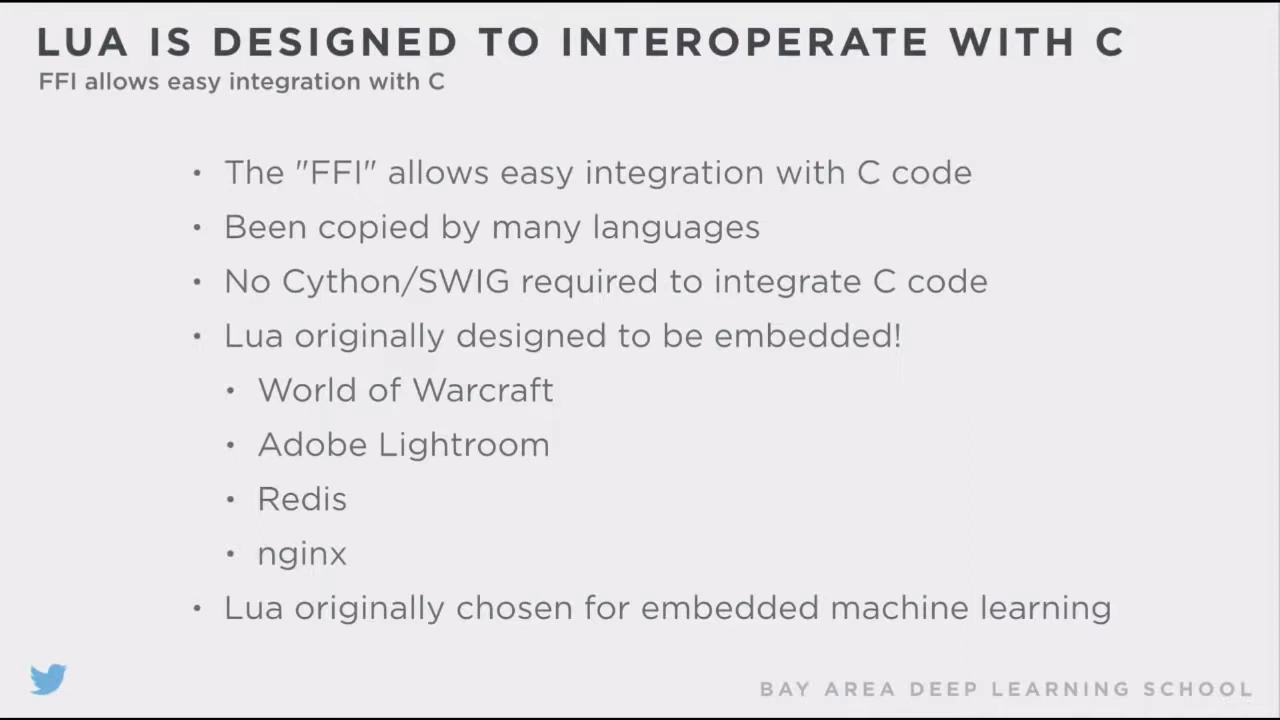 LUA IS DESIGNED TO INTEROPERATE WITH C
FFI allows easy integration with C
• The "FFI" allows easy integration with C code
• Been copied by many languages
• No Cython/SWIG required to integrate C code
• Lua originally designed to be embedded!
• World of Warcraft
• Adobe Lightroom
• Redis
• nginx
• Lua originally chosen for embedded machine learning
BAY AREA DEEP LEARNING SCHOOL